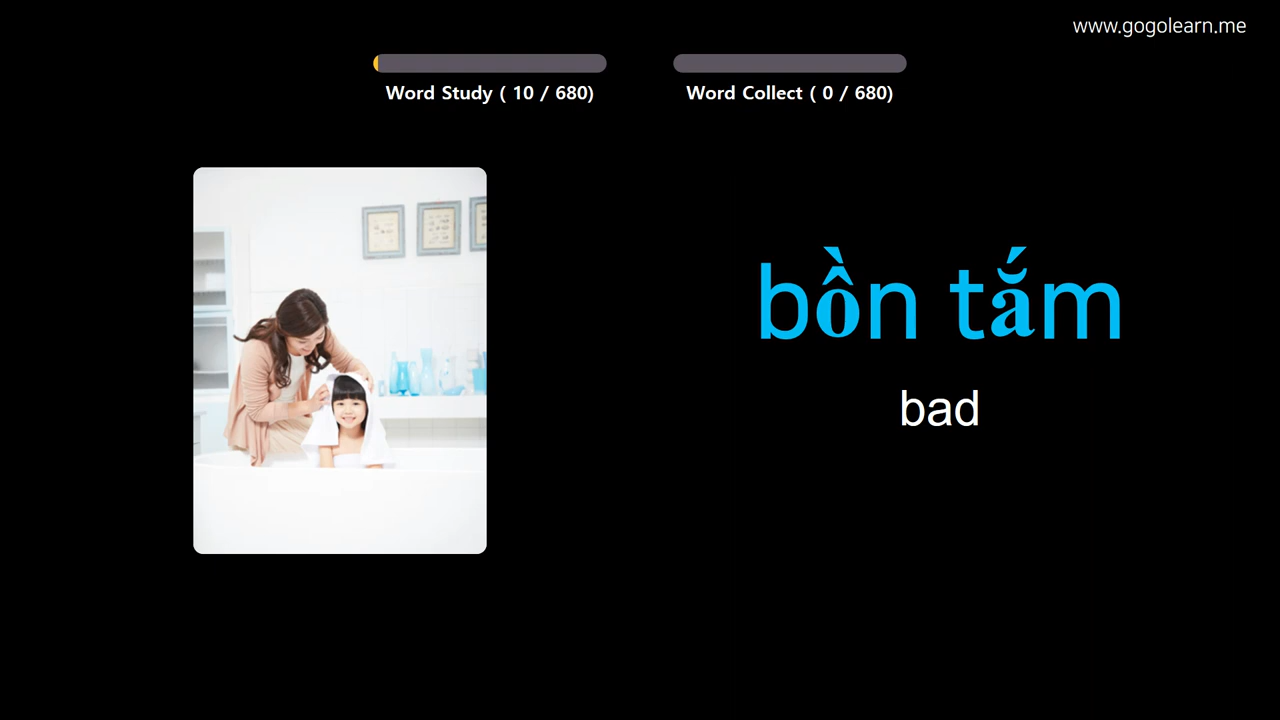 www.gogolearn.me
Word Study ( 10 / 680)
Word Collect ( 0 / 680)
bồn tắm
bad